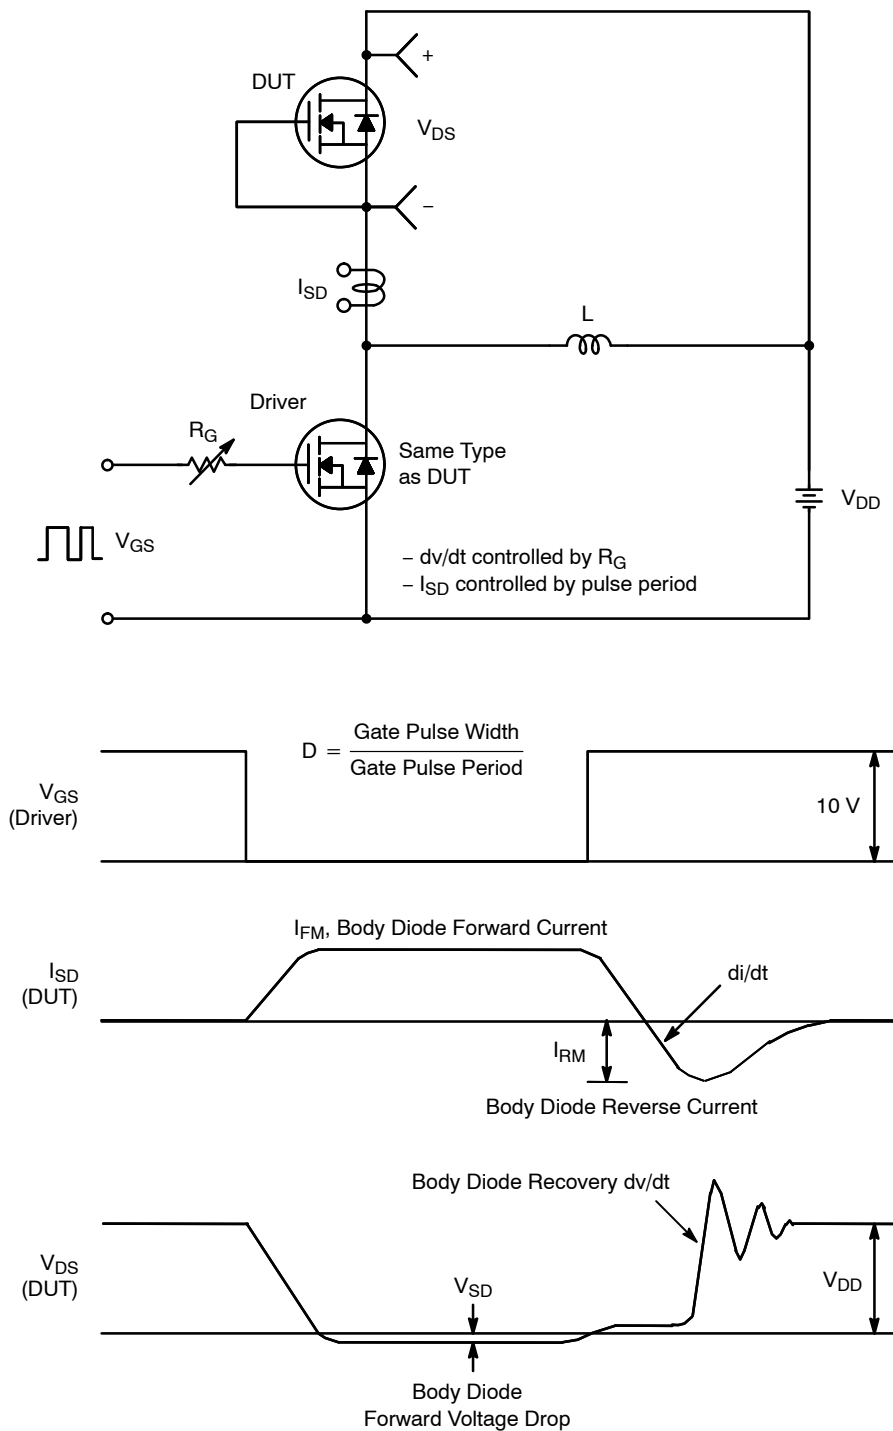 +
DUT
V_DS
−
I_SD
L
Driver
R_G
Same Type
as DUT
V_DD
V_GS
− dv/dt controlled by R_G
− I_SD controlled by pulse period
D = Gate Pulse Width
Gate Pulse Period
V_GS
(Driver)
10 V
I_FM, Body Diode Forward Current
I_SD
(DUT)
di/dt
I_RM
Body Diode Reverse Current
Body Diode Recovery dv/dt
V_DS
(DUT)
V_SD
V_DD
Body Diode
Forward Voltage Drop